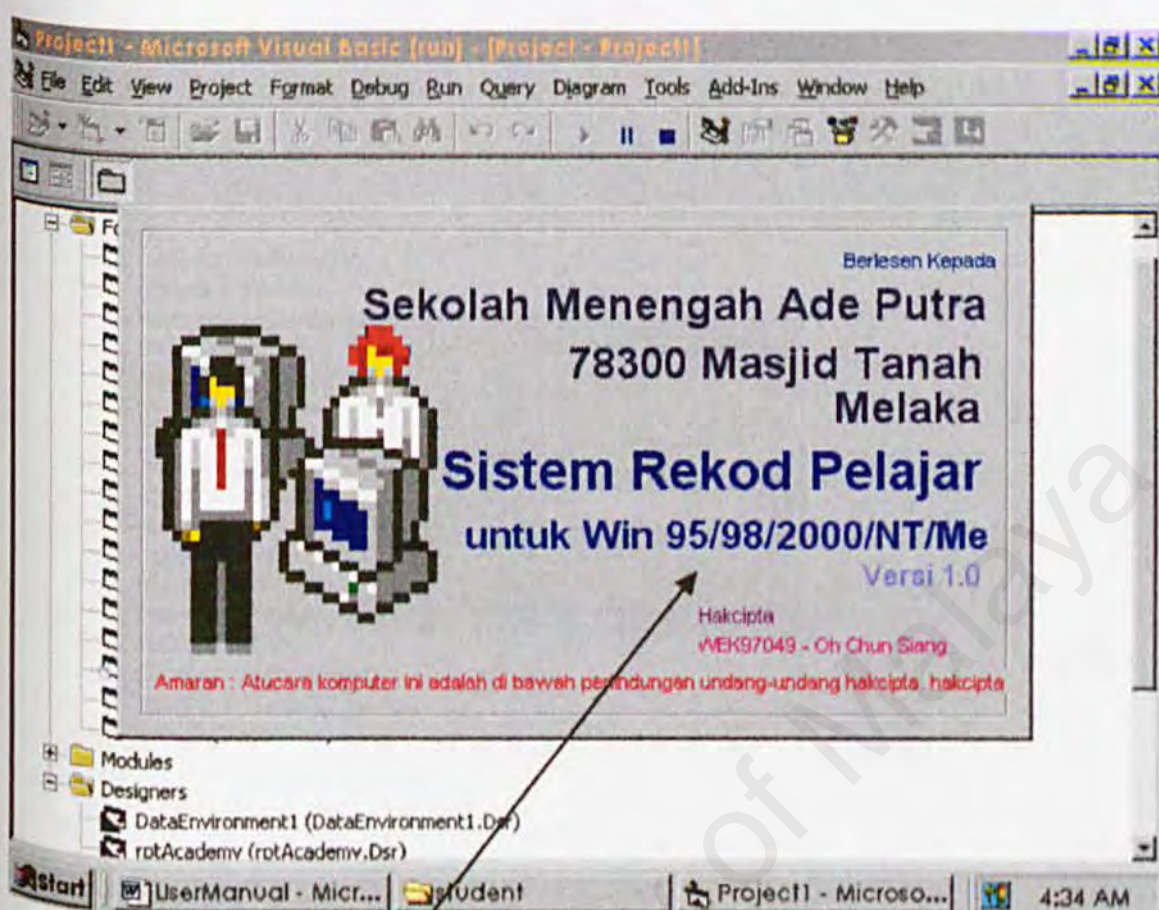 Project1 - Microsoft Visual Basic [run] - [Project - Project1]
File Edit View Project Format Debug Run Query Diagram Tools Add-Ins Window Help
Berlesen Kepada
Sekolah Menengah Ade Putra
78300 Masjid Tanah
Melaka
Sistem Rekod Pelajar
untuk Win 95/98/2000/NT/Me
Versi 1.0
Hakcipta
WEK97049 - Oh Chun Siang
Amaran : Atucara komputer ini adalah di bawah perlindungan undang-undang hakcipta hakcipta
Modules
Designers
DataEnvironment1 (DataEnvironment1.Dsr)
rptAcademy (rptAcademy.Dsr)
Start UserManual - Micr... student Project1 - Microso... 4:34 AM
of Malaya